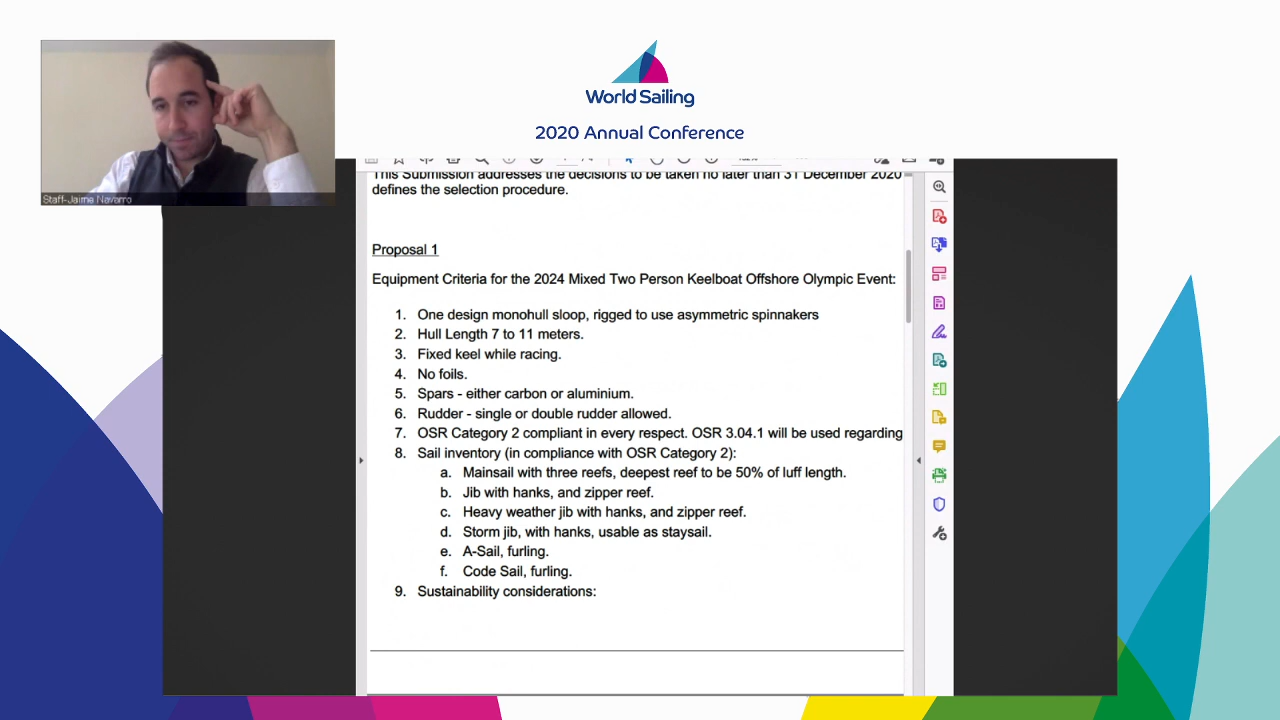 World Sailing
2020 Annual Conference
Staff-Jaime Navarro
This Submission addresses the decisions to be taken no later than 31 December 2020
defines the selection procedure.
Proposal 1
Equipment Criteria for the 2024 Mixed Two Person Keelboat Offshore Olympic Event:
1. One design monohull sloop, rigged to use asymmetric spinnakers
2. Hull Length 7 to 11 meters.
3. Fixed keel while racing.
4. No foils.
5. Spars - either carbon or aluminium.
6. Rudder - single or double rudder allowed.
7. OSR Category 2 compliant in every respect. OSR 3.04.1 will be used regarding
8. Sail inventory (in compliance with OSR Category 2):
a. Mainsail with three reefs, deepest reef to be 50% of luff length.
b. Jib with hanks, and zipper reef.
c. Heavy weather jib with hanks, and zipper reef.
d. Storm jib, with hanks, usable as staysail.
e. A-Sail, furling.
f. Code Sail, furling.
9. Sustainability considerations: